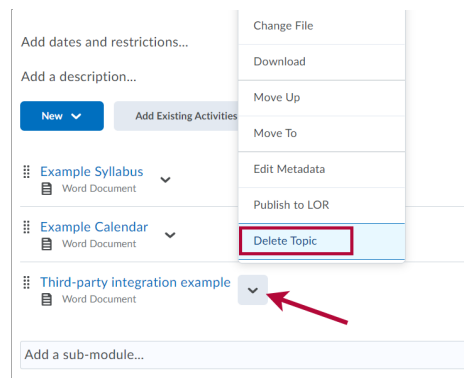 Change File
Add dates and restrictions...
Download
Add a description...
Move Up
New
Add Existing Activities
Move To
Edit Metadata
Example Syllabus
Word Document
Publish to LOR
Example Calendar
Word Document
Delete Topic
Third-party integration example
Word Document
Add a sub-module...